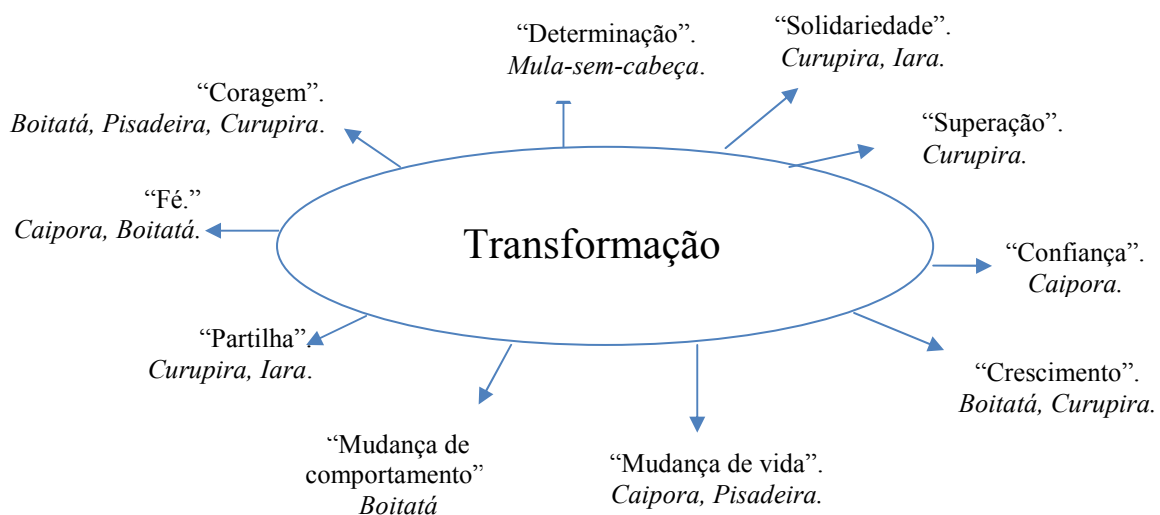 “Determinação”.
Mula-sem-cabeça.
“Solidariedade”.
Curupira, Iara.
“Coragem”.
Boitatá, Pisadeira, Curupira.
“Superação”.
Curupira.
“Fé.”
Caipora, Boitatá.
Transformação
“Confiança”.
Caipora.
“Partilha”.
Curupira, Iara.
“Crescimento”.
Boitatá, Curupira.
“Mudança de
comportamento”
Boitatá
“Mudança de vida”.
Caipora, Pisadeira.